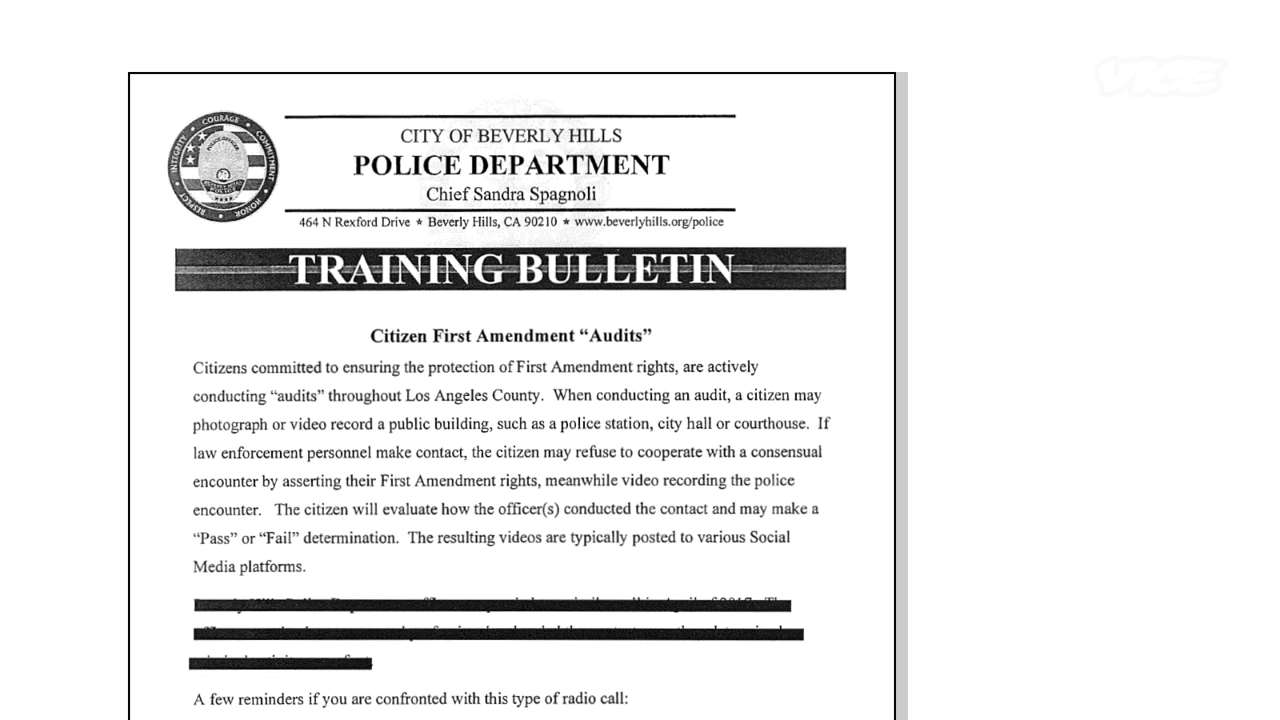 VICE
COURAGE
COMMITMENT
HONOR
RESPECT
INTEGRITY
CITY OF BEVERLY HILLS
POLICE DEPARTMENT
Chief Sandra Spagnoli
464 N Rexford Drive ★ Beverly Hills, CA 90210 ★ www.beverlyhills.org/police
TRAINING BULLETIN
Citizen First Amendment “Audits”
Citizens committed to ensuring the protection of First Amendment rights, are actively
conducting “audits” throughout Los Angeles County. When conducting an audit, a citizen may
photograph or video record a public building, such as a police station, city hall or courthouse. If
law enforcement personnel make contact, the citizen may refuse to cooperate with a consensual
encounter by asserting their First Amendment rights, meanwhile video recording the police
encounter. The citizen will evaluate how the officer(s) conducted the contact and may make a
“Pass” or “Fail” determination. The resulting videos are typically posted to various Social
Media platforms.
A few reminders if you are confronted with this type of radio call: